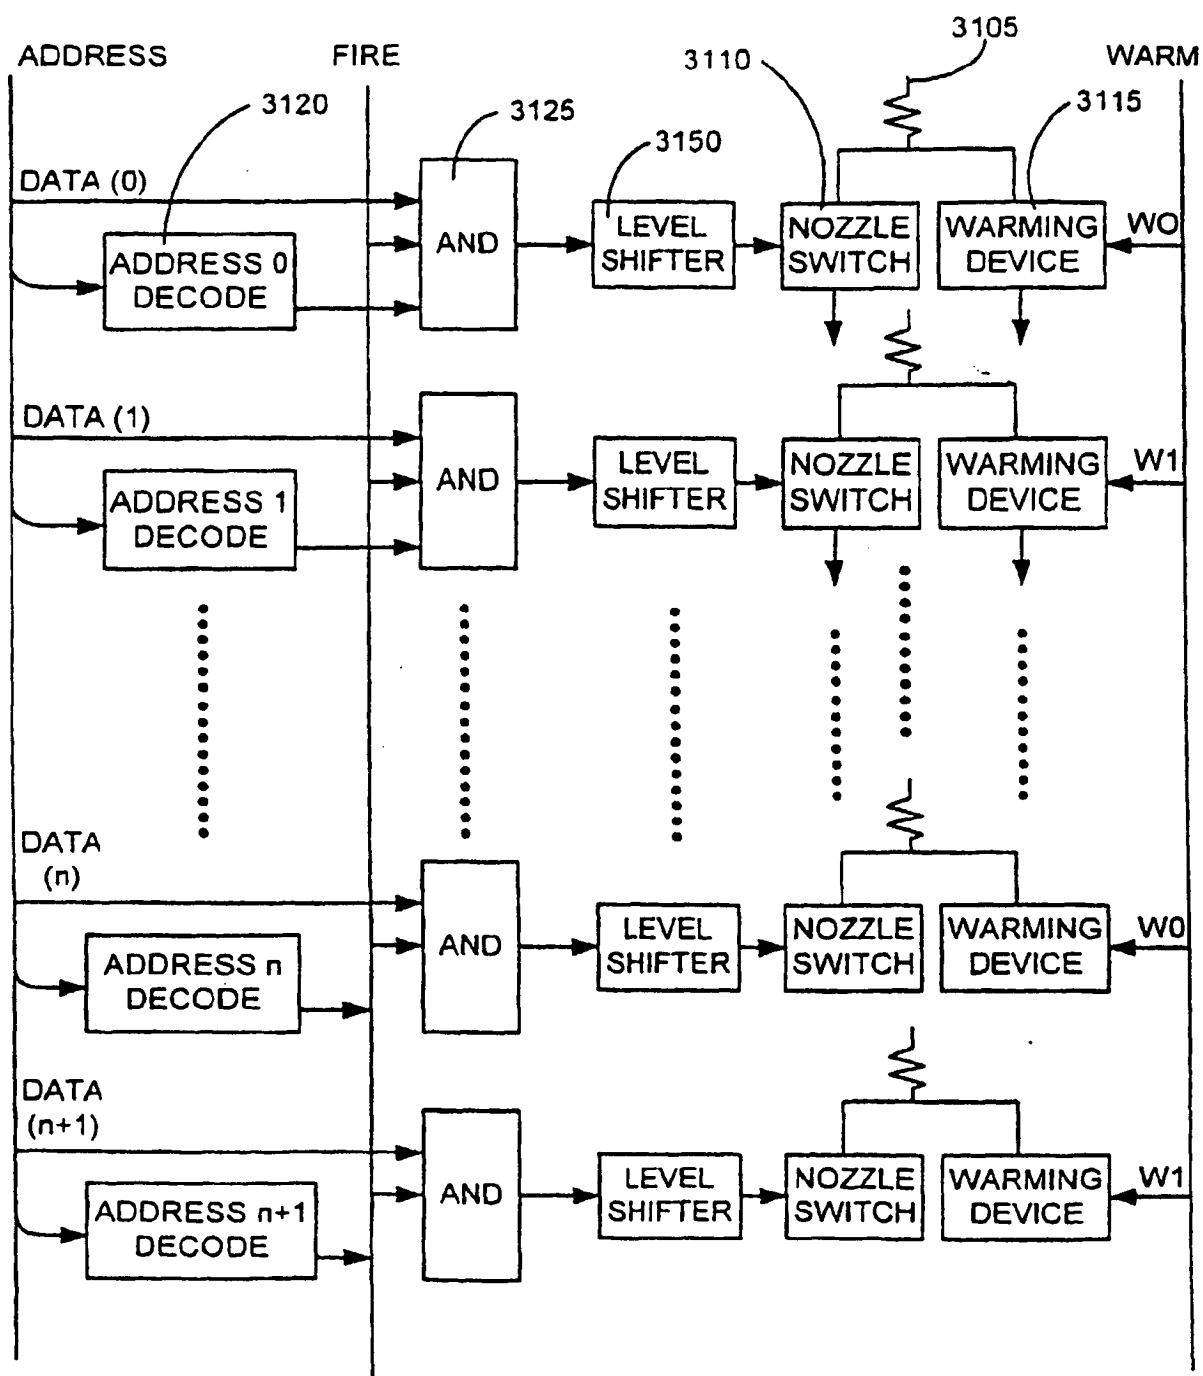 3105
ADDRESS
FIRE
3110
WARM
3120
3125
3150
3115
DATA (0)
AND
LEVEL
SHIFTER
NOZZLE
SWITCH
WARMING
DEVICE
WO
ADDRESS 0
DECODE
DATA (1)
AND
LEVEL
SHIFTER
NOZZLE
SWITCH
WARMING
DEVICE
W1
ADDRESS 1
DECODE
DATA
(n)
AND
LEVEL
SHIFTER
NOZZLE
SWITCH
WARMING
DEVICE
W0
ADDRESS n
DECODE
DATA
(n+1)
AND
LEVEL
SHIFTER
NOZZLE
SWITCH
WARMING
DEVICE
W1
ADDRESS n+1
DECODE